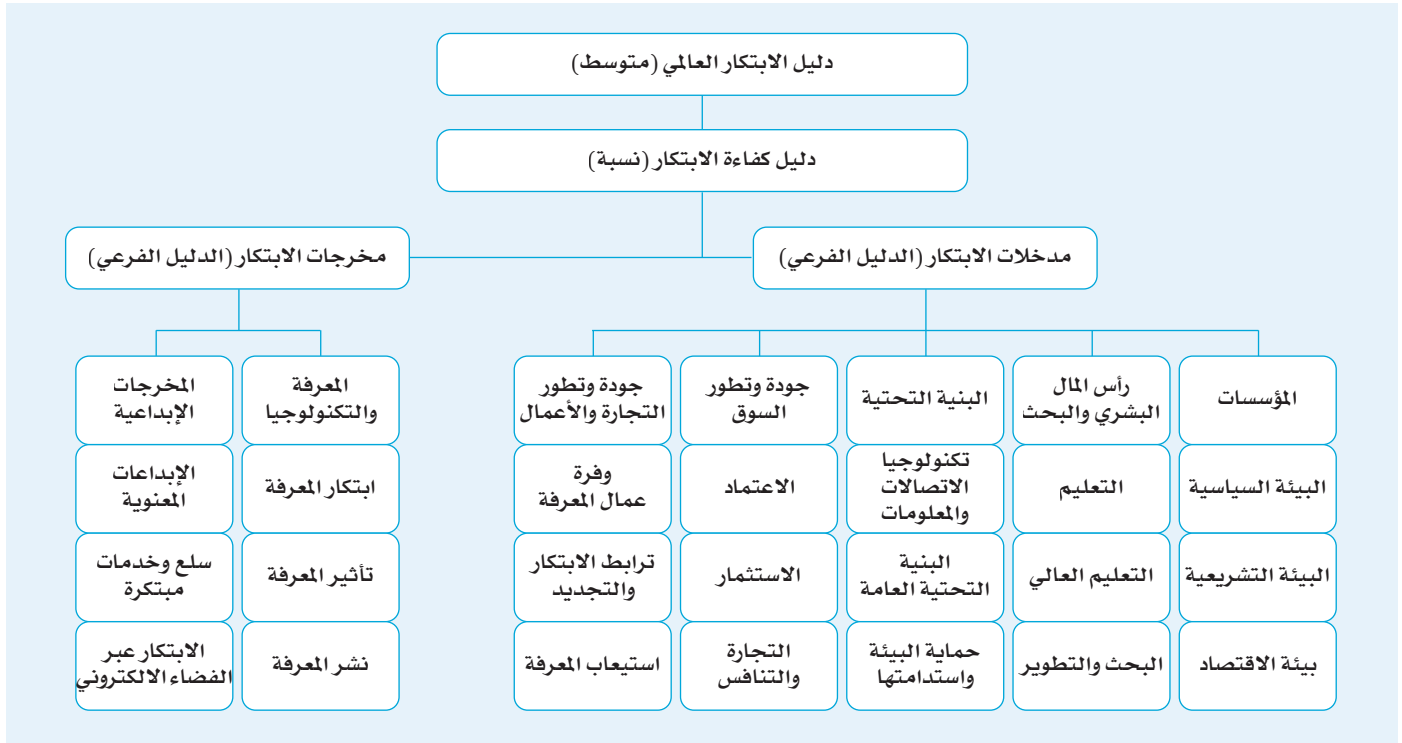 دليل الابتكار العالمي (متوسط)
دليل كفاءة الابتكار (نسبة)
مدخلات الابتكار (الدليل الفرعي)
مخرجات الابتكار (الدليل الفرعي)
المؤسسات
البيئة السياسية
البيئة التشريعية
بيئة الاقتصاد
رأس المال
البشري والبحث
التعليم
التعليم العالي
البحث والتطوير
البنية التحتية
تكنولوجيا
الاتصالات
والمعلومات
البنية
التحتية العامة
حماية البيئة
واستدامتها
جودة وتطور
السوق
الاعتماد
الاستثمار
التجارة
والتنافس
جودة وتطور
التجارة والأعمال
وفرة
عمال المعرفة
ترابط الابتكار
والتجديد
استيعاب المعرفة
المعرفة
والتكنولوجيا
ابتكار المعرفة
تأثير المعرفة
نشر المعرفة
المخرجات
الإبداعية
الإبداعات
المعنوية
سلع وخدمات
مبتكرة
الابتكار عبر
الفضاء الالكتروني